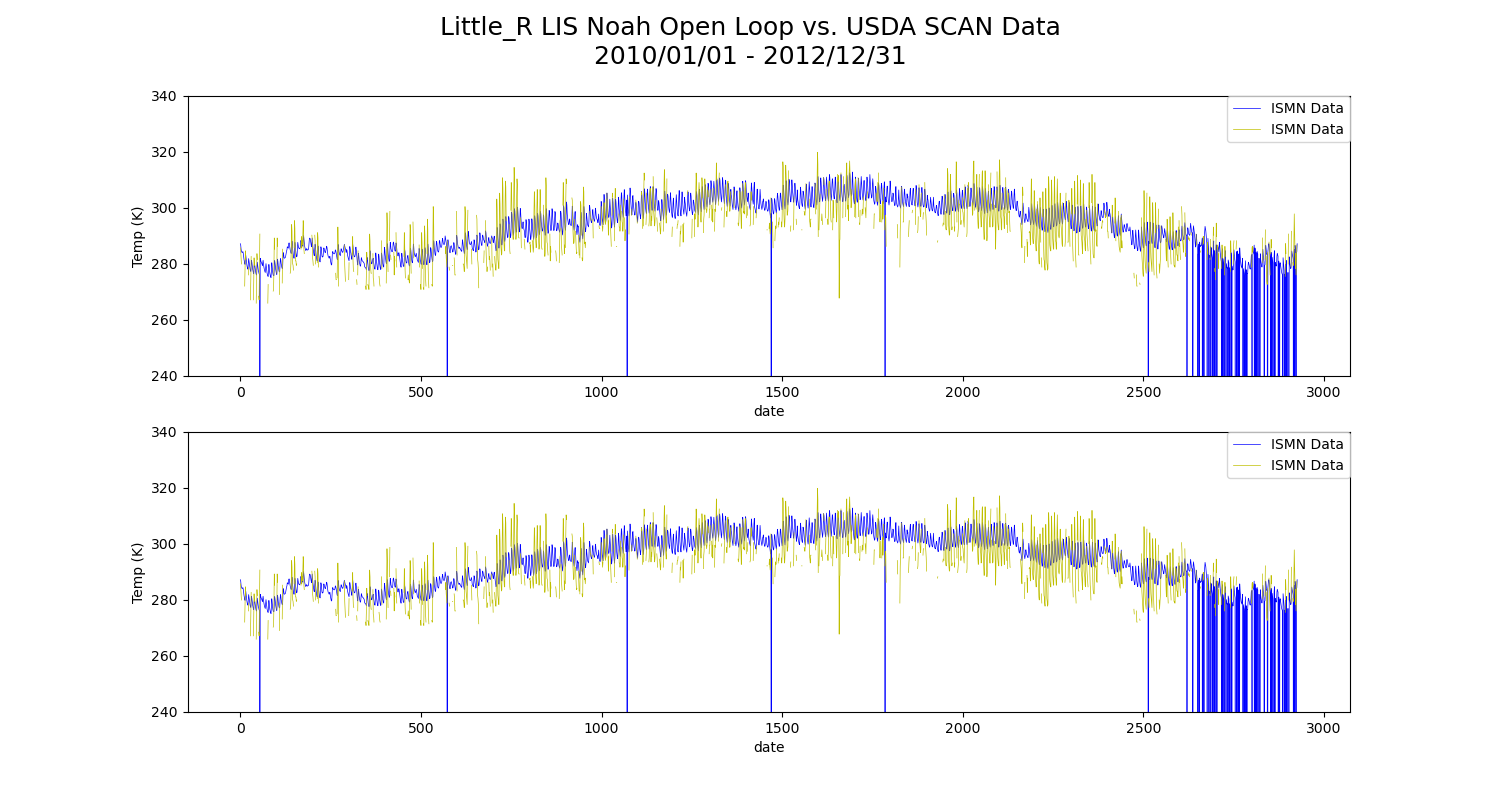 Little_R LIS Noah Open Loop vs. USDA SCAN Data
2010/01/01 - 2012/12/31
340
320
300
280
260
240
Temp (K)
ISMN Data
ISMN Data
0 500 1000 1500 2000 2500 3000
date
340
320
300
280
260
240
Temp (K)
ISMN Data
ISMN Data
0 500 1000 1500 2000 2500 3000
date